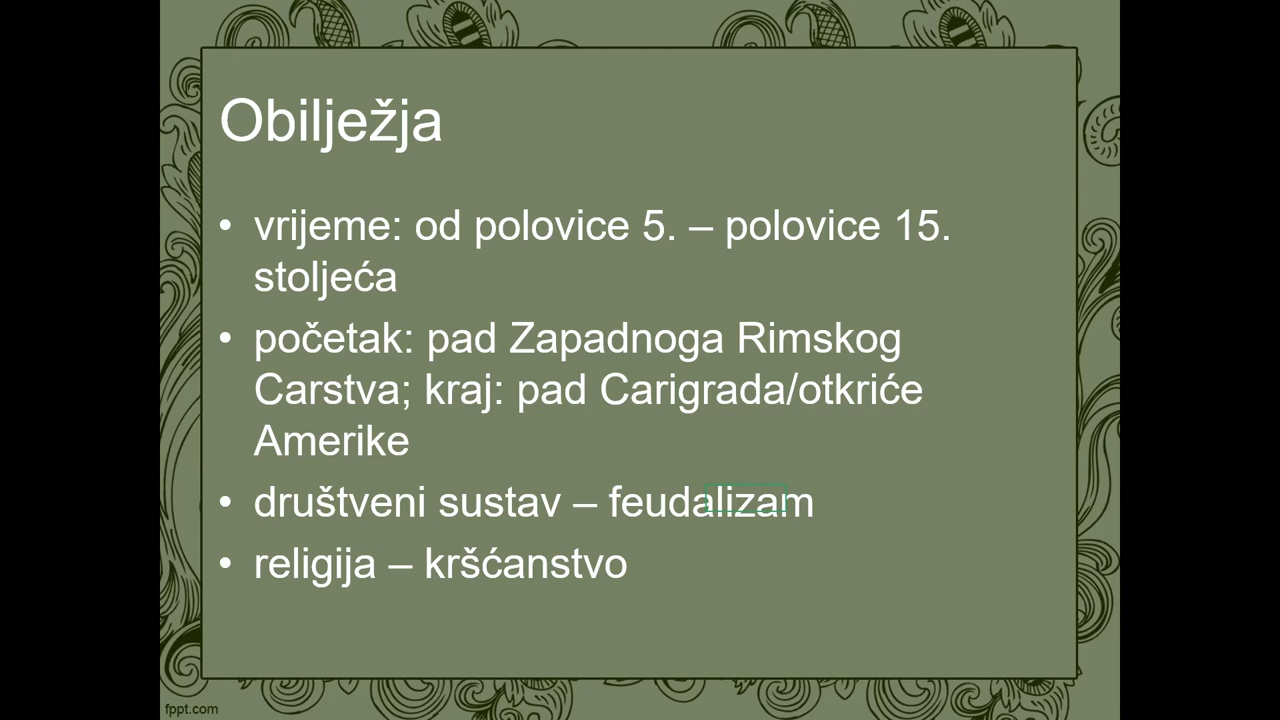 Obilježja
• vrijeme: od polovice 5. – polovice 15.
stoljeća
• početak: pad Zapadnoga Rimskog
Carstva; kraj: pad Carigrada/otkriće
Amerike
• društveni sustav – feudalizam
• religija – kršćanstvo
fppt.com